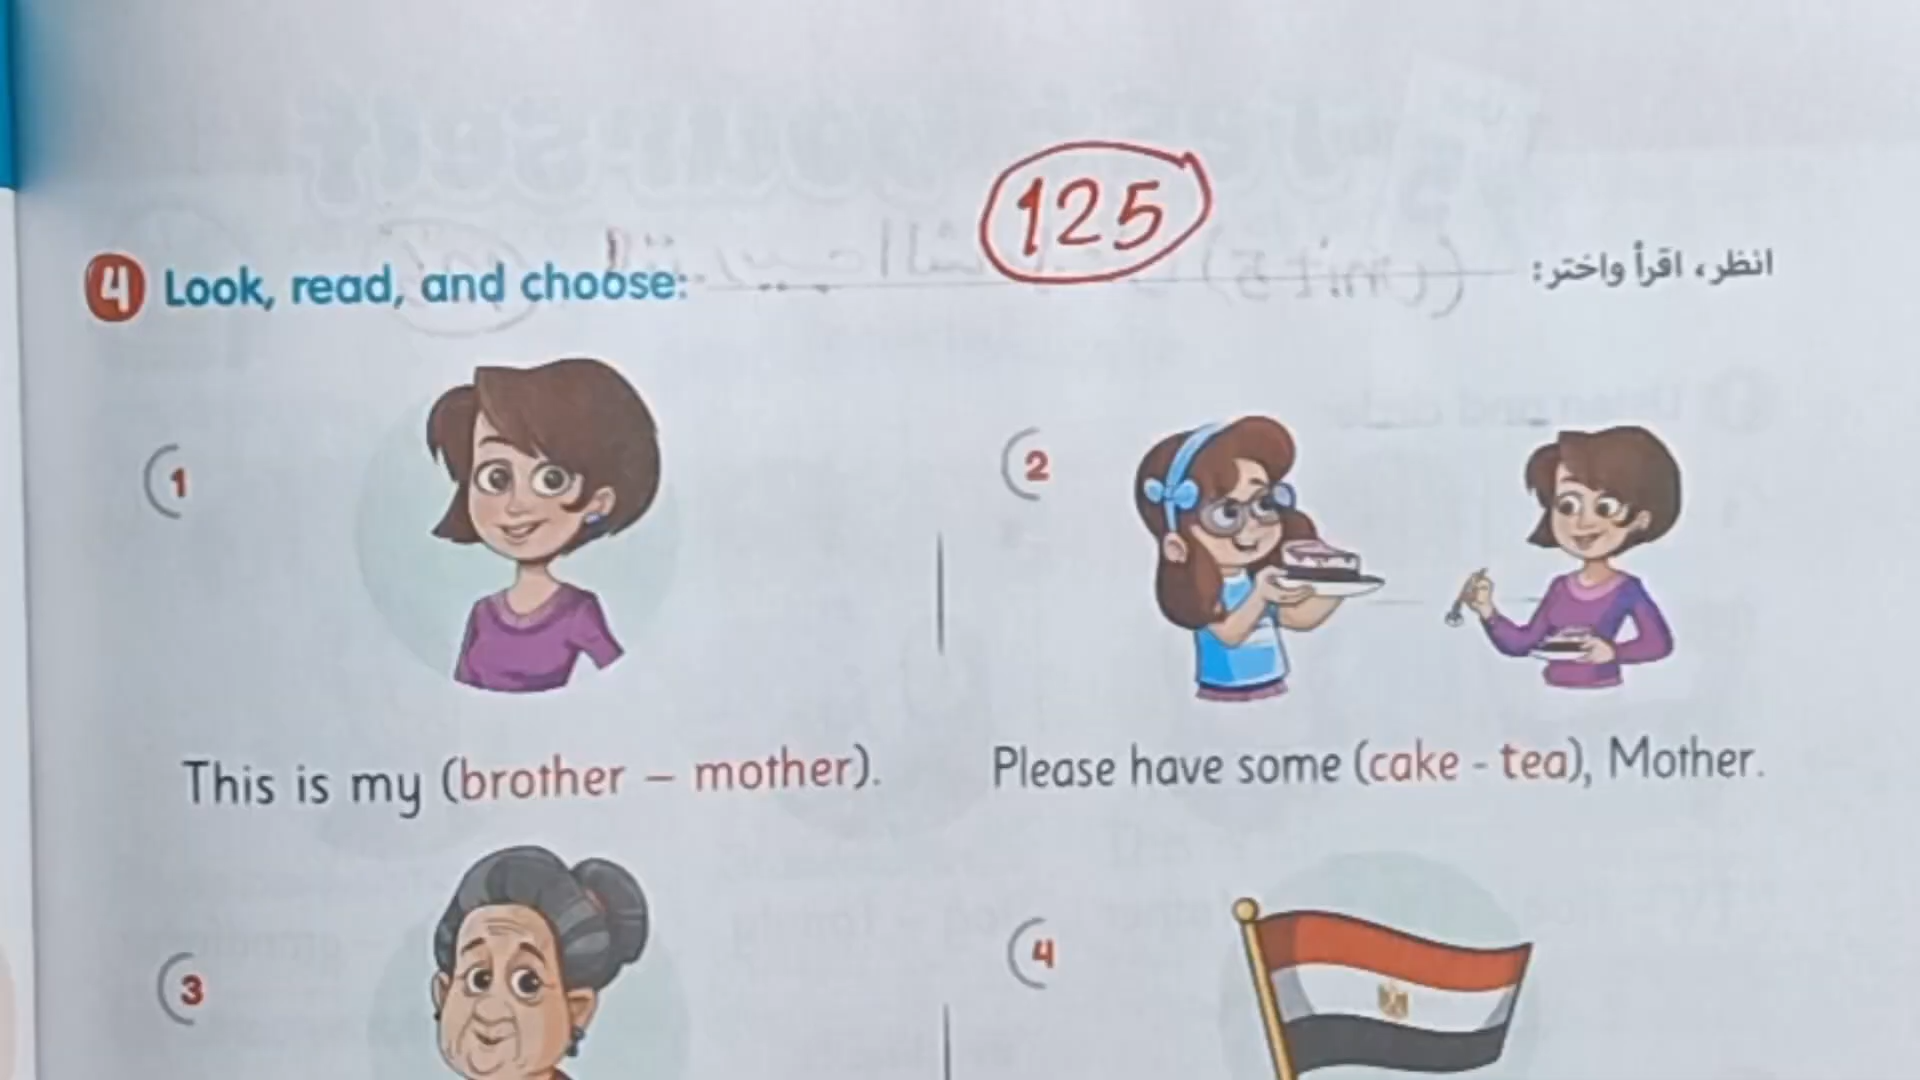 125
4 Look, read, and choose: انظر، اقرأ واختر:
1
2
This is my (brother – mother).
Please have some (cake - tea), Mother.
3
4